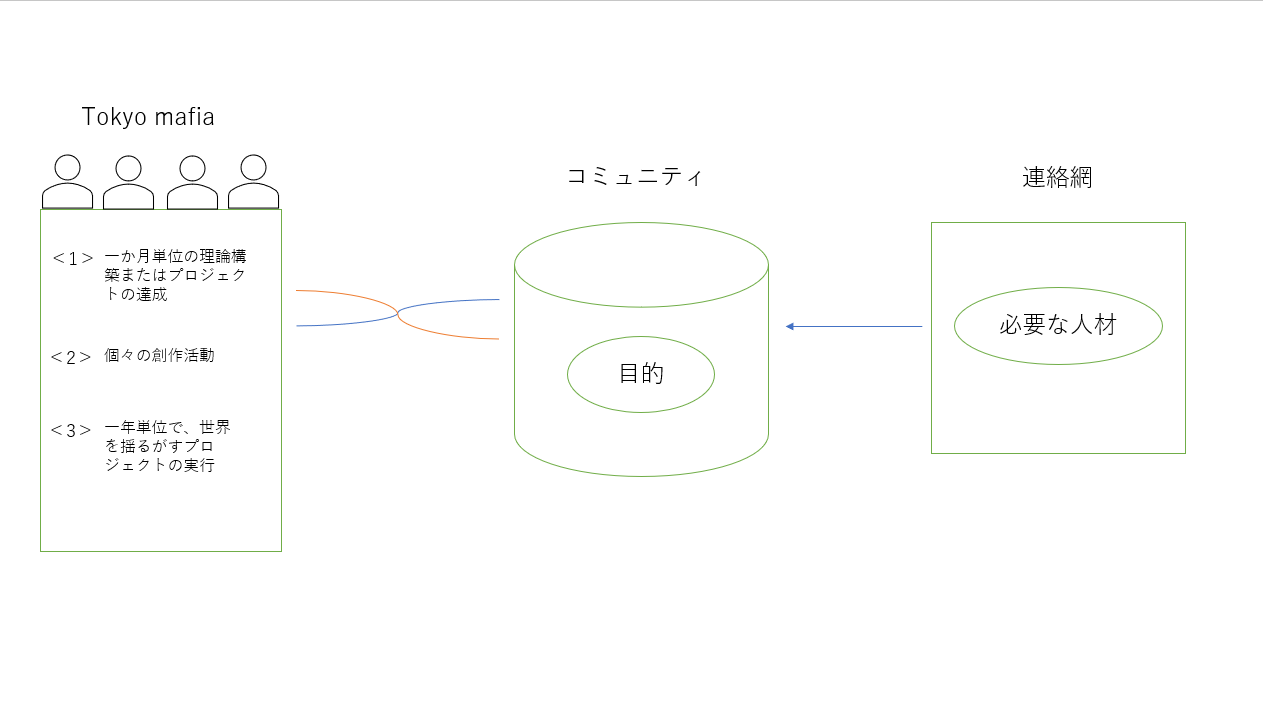 Tokyo mafia
＜1＞ 一か月単位の理論構
築またはプロジェク
トの達成
＜2＞ 個々の創作活動
＜3＞ 一年単位で、世界
を揺るがすプロ
ジェクトの実行
コミュニティ
目的
連絡網
必要な人材